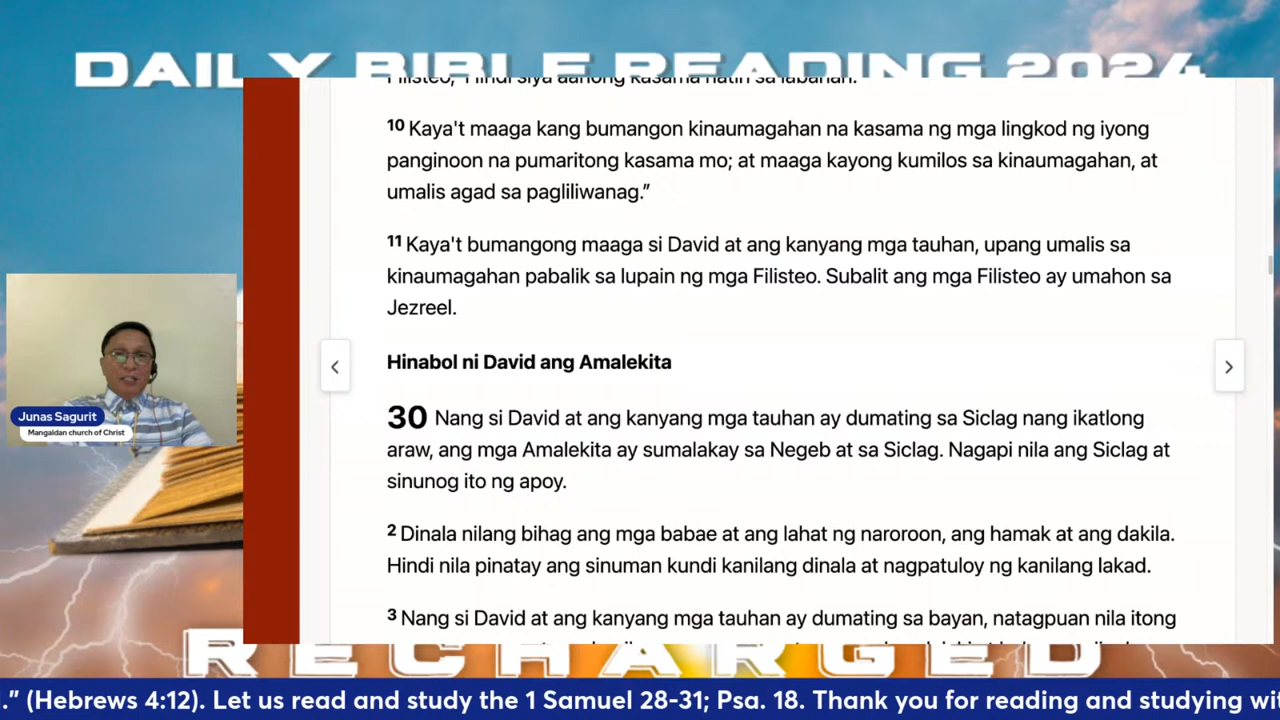 DAILY BIBLE READING 2024
Filisteo, 'Hindi siya aahong kasama natin sa labanan.'
10 Kaya't maaga kang bumangon kinaumagahan na kasama ng mga lingkod ng iyong
panginoon na pumaritong kasama mo; at maaga kayong kumilos sa kinaumagahan, at
umalis agad sa pagliliwanag.”
11 Kaya't bumangong maaga si David at ang kanyang mga tauhan, upang umalis sa
kinaumagahan pabalik sa lupain ng mga Filisteo. Subalit ang mga Filisteo ay umahon sa
Jezreel.
Hinabol ni David ang Amalekita
30 Nang si David at ang kanyang mga tauhan ay dumating sa Siclag nang ikatlong
araw, ang mga Amalekita ay sumalakay sa Negeb at sa Siclag. Nagapi nila ang Siclag at
sinunog ito ng apoy.
2 Dinala nilang bihag ang mga babae at ang lahat ng naroroon, ang hamak at ang dakila.
Hindi nila pinatay ang sinuman kundi kanilang dinala at nagpatuloy ng kanilang lakad.
3 Nang si David at ang kanyang mga tauhan ay dumating sa bayan, natagpuan nila itong
Junas Sagurit
Mangaldan church of Christ
RECHARGED
.” (Hebrews 4:12). Let us read and study the 1 Samuel 28-31; Psa. 18. Thank you for reading and studying